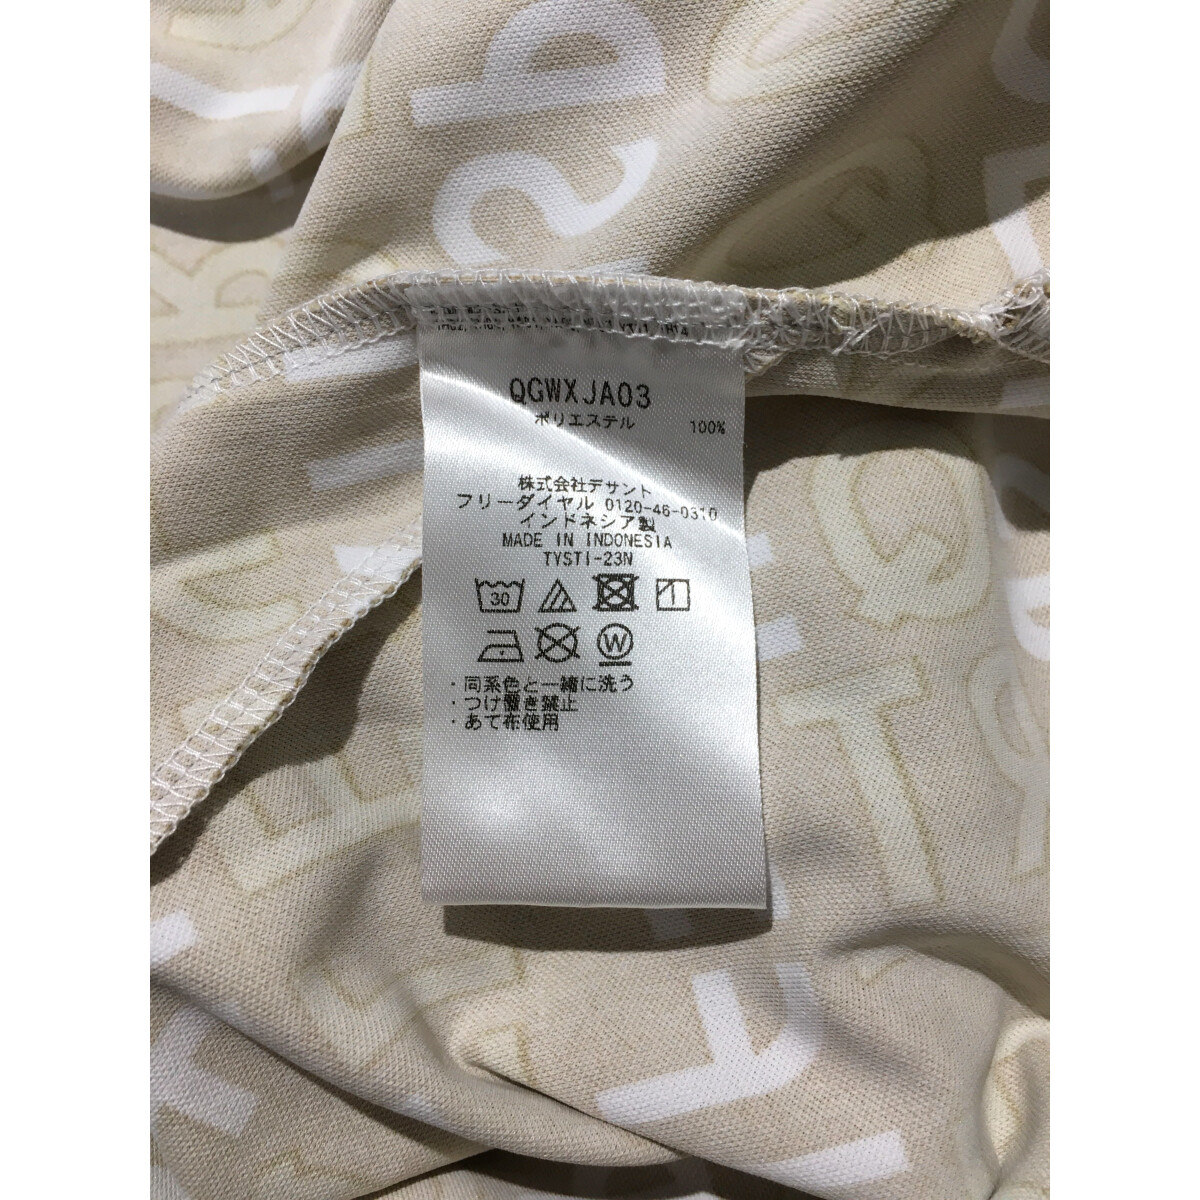 QGWXJA03
ポリエステル 100%
株式会社デサント
フリーダイヤル 0120-46-0310
インドネシア製
MADE IN INDONESIA
TYSTI-23N
30
W
・同系色と一緒に洗う
・つけ置き禁止
・あて布使用